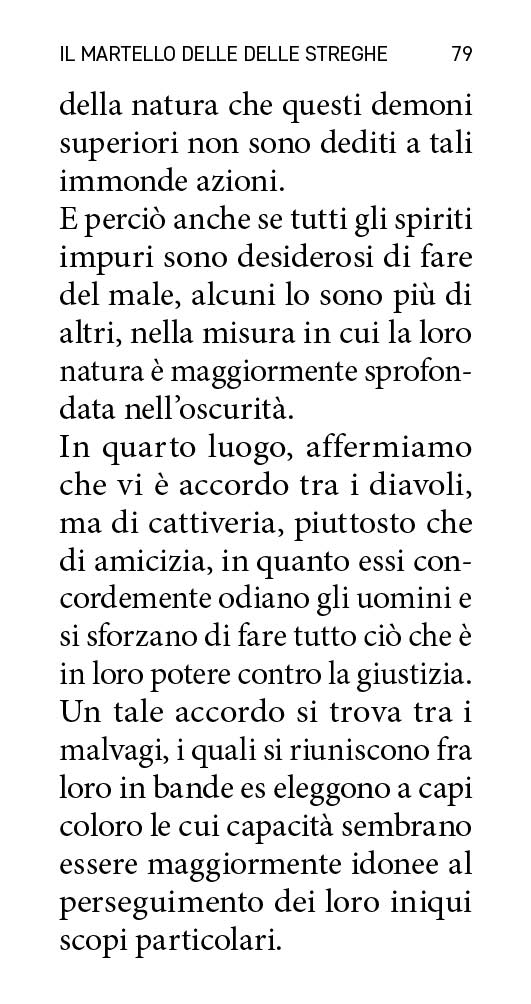 IL MARTELLO DELLE DELLE STREGHE 79
della natura che questi demoni
superiori non sono dediti a tali
immonde azioni.
E perciò anche se tutti gli spiriti
impuri sono desiderosi di fare
del male, alcuni lo sono più di
altri, nella misura in cui la loro
natura è maggiormente sprofon-
data nell’oscurità.
In quarto luogo, affermiamo
che vi è accordo tra i diavoli,
ma di cattiveria, piuttosto che
di amicizia, in quanto essi con-
cordemente odiano gli uomini e
si sforzano di fare tutto ciò che è
in loro potere contro la giustizia.
Un tale accordo si trova tra i
malvagi, i quali si riuniscono fra
loro in bande es eleggono a capi
coloro le cui capacità sembrano
essere maggiormente idonee al
perseguimento dei loro iniqui
scopi particolari.